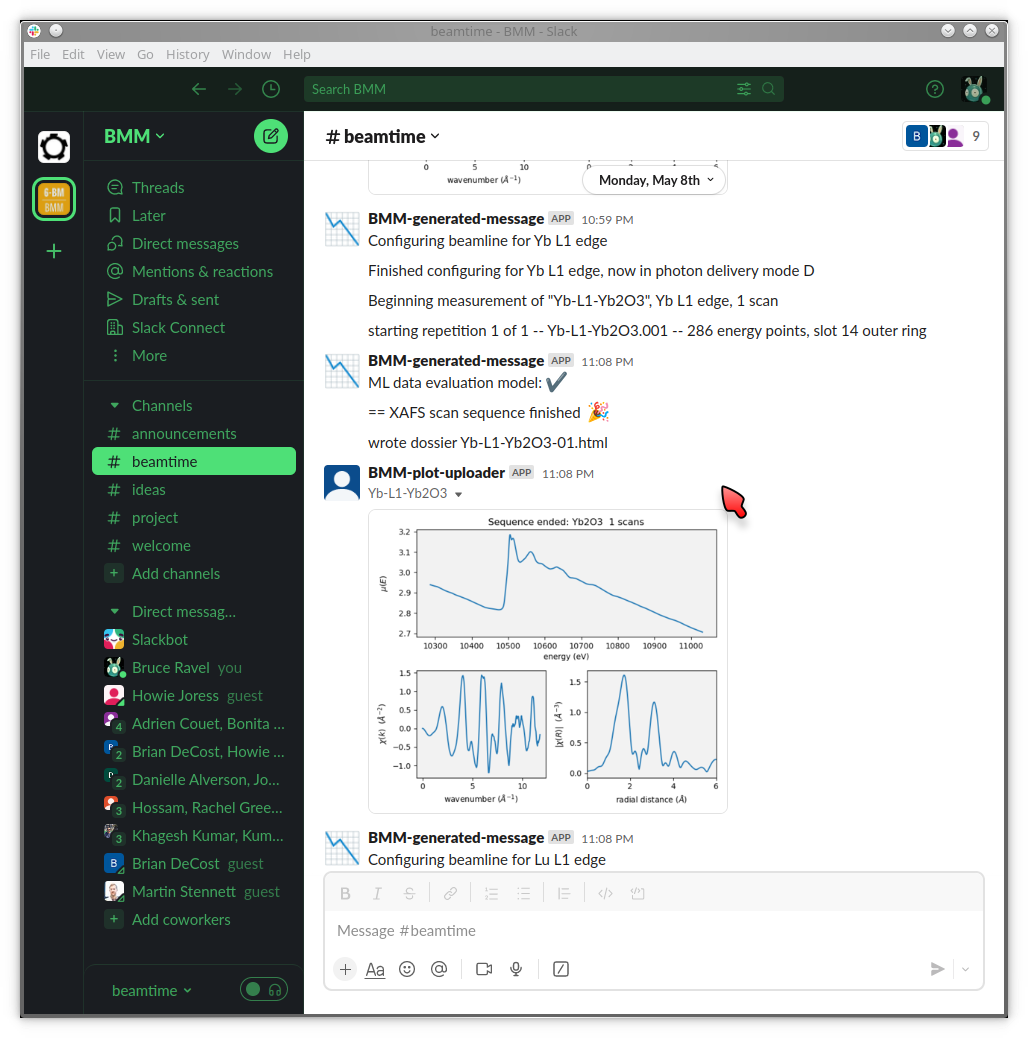 beamtime - BMM - Slack
File Edit View Go History Window Help
Search BMM
BMM
# beamtime
B 9
6-BM
BMM
Threads
Later
Direct messages
Mentions & reactions
Drafts & sent
Slack Connect
More
Channels
# announcements
# beamtime
# ideas
# project
# welcome
+ Add channels
Direct messag...
Slackbot
Bruce Ravel you
Howie Joress guest
4 Adrien Couet, Bonita ...
2 Brian DeCost, Howie ...
2 Danielle Alverson, Jo...
3 Hossam, Rachel Gree...
3 Khagesh Kumar, Kum...
B Brian DeCost guest
Martin Stennett guest
+ Add coworkers
beamtime
0 5 10
wavenumber (Å⁻¹)
0 2 4 6
Monday, May 8th
BMM-generated-message APP 10:59 PM
Configuring beamline for Yb L1 edge
Finished configuring for Yb L1 edge, now in photon delivery mode D
Beginning measurement of "Yb-L1-Yb2O3", Yb L1 edge, 1 scan
starting repetition 1 of 1 -- Yb-L1-Yb2O3.001 -- 286 energy points, slot 14 outer ring
BMM-generated-message APP 11:08 PM
ML data evaluation model: ✔
== XAFS scan sequence finished 🎉
wrote dossier Yb-L1-Yb2O3-01.html
BMM-plot-uploader APP 11:08 PM
Yb-L1-Yb2O3
Sequence ended: Yb2O3 1 scans
μ(E)
3.2
3.1
3.0
2.9
2.8
2.7
10300 10400 10500 10600 10700 10800 10900 11000
energy (eV)
χ(k) (Å⁻²)
1.5
1.0
0.5
0.0
−0.5
−1.0
0 5 10
wavenumber (Å⁻¹)
|χ(R)| (Å⁻³)
1.5
1.0
0.5
0.0
0 2 4 6
radial distance (Å)
BMM-generated-message APP 11:08 PM
Configuring beamline for Lu L1 edge
B I S
Message #beamtime
+ Aa @